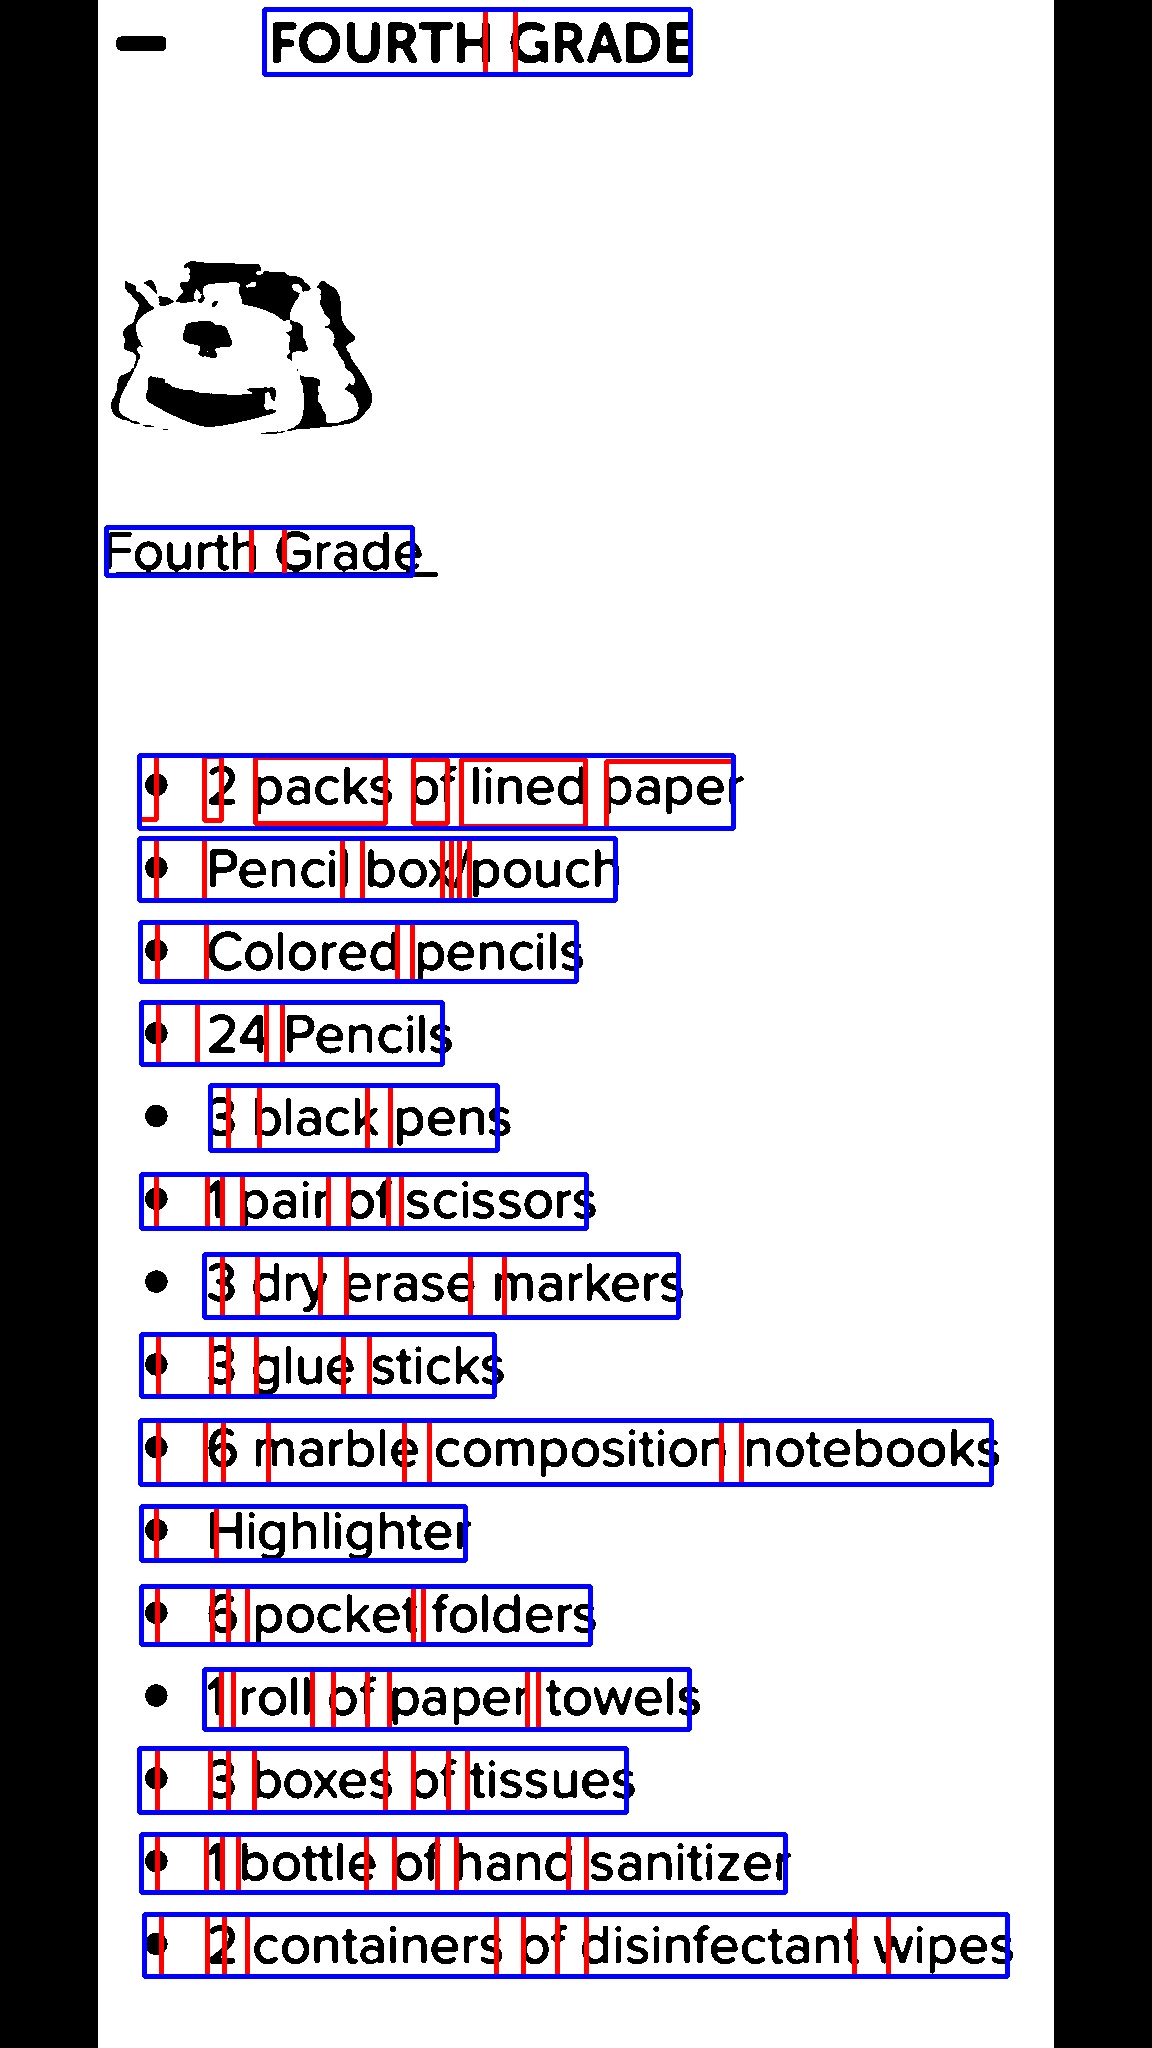 FOURTH GRADE
Fourth Grade
• 2 packs of lined paper
• Pencil box/pouch
• Colored pencils
• 24 Pencils
• 3 black pens
• 1 pair of scissors
• 3 dry erase markers
• 3 glue sticks
• 6 marble composition notebooks
• Highlighter
• 6 pocket folders
• 1 roll of paper towels
• 3 boxes of tissues
• 1 bottle of hand sanitizer
• 2 containers of disinfectant wipes